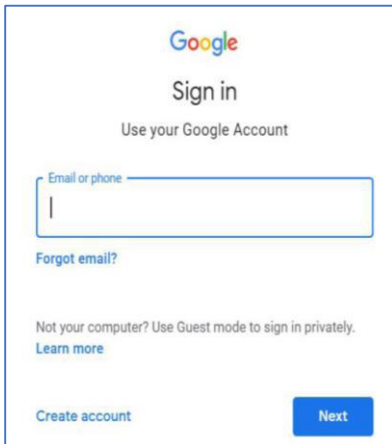 Google
Sign in
Use your Google Account
Email or phone
Forgot email?
Not your computer? Use Guest mode to sign in privately.
Learn more
Create account Next